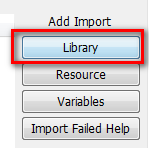 Add Import
Library
Resource
Variables
Import Failed Help